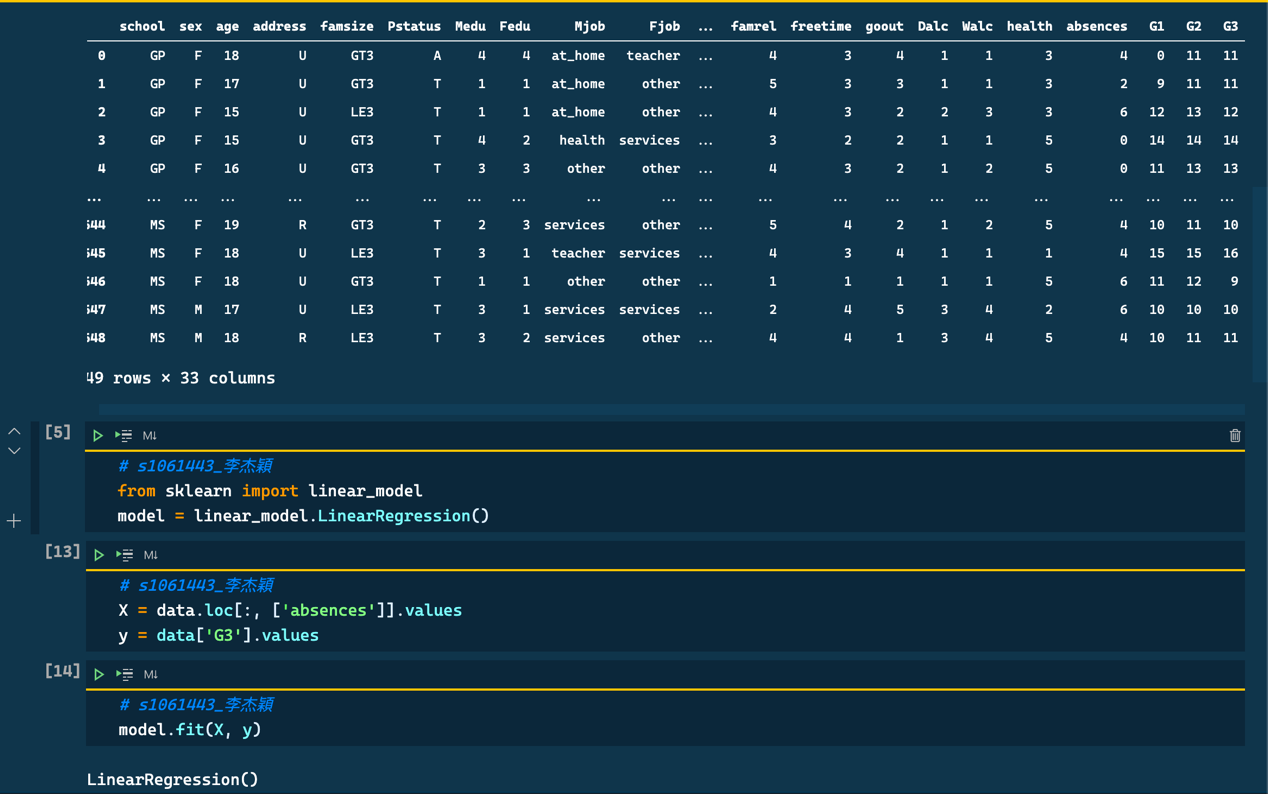 school sex age address famsize Pstatus Medu Fedu Mjob Fjob ... famrel freetime goout Dalc Walc health absences G1 G2 G3
0 GP F 18 U GT3 A 4 4 at_home teacher ... 4 3 4 1 1 3 4 0 11 11
1 GP F 17 U GT3 T 1 1 at_home other ... 5 3 3 1 1 3 2 9 11 11
2 GP F 15 U LE3 T 1 1 at_home other ... 4 3 2 2 3 3 6 12 13 12
3 GP F 15 U GT3 T 4 2 health services ... 3 2 2 1 1 5 0 14 14 14
4 GP F 16 U GT3 T 3 3 other other ... 4 3 2 1 2 5 0 11 13 13
... ... ... ... ... ... ... ... ... ... ... ... ... ... ... ... ... ... ... ... ... ...
644 MS F 19 R GT3 T 2 3 services other ... 5 4 2 1 2 5 4 10 11 10
645 MS F 18 U LE3 T 3 1 teacher services ... 4 3 4 1 1 1 4 15 15 16
646 MS F 18 U GT3 T 1 1 other other ... 1 1 1 1 1 5 6 11 12 9
647 MS M 17 U LE3 T 3 1 services services ... 2 4 5 3 4 2 6 10 10 10
648 MS M 18 R LE3 T 3 2 services other ... 4 4 1 3 4 5 4 10 11 11
49 rows × 33 columns
[5] M↓
# s1061443_李杰穎
from sklearn import linear_model
model = linear_model.LinearRegression()
[13] M↓
# s1061443_李杰穎
X = data.loc[:, ['absences']].values
y = data['G3'].values
[14] M↓
# s1061443_李杰穎
model.fit(X, y)
LinearRegression()